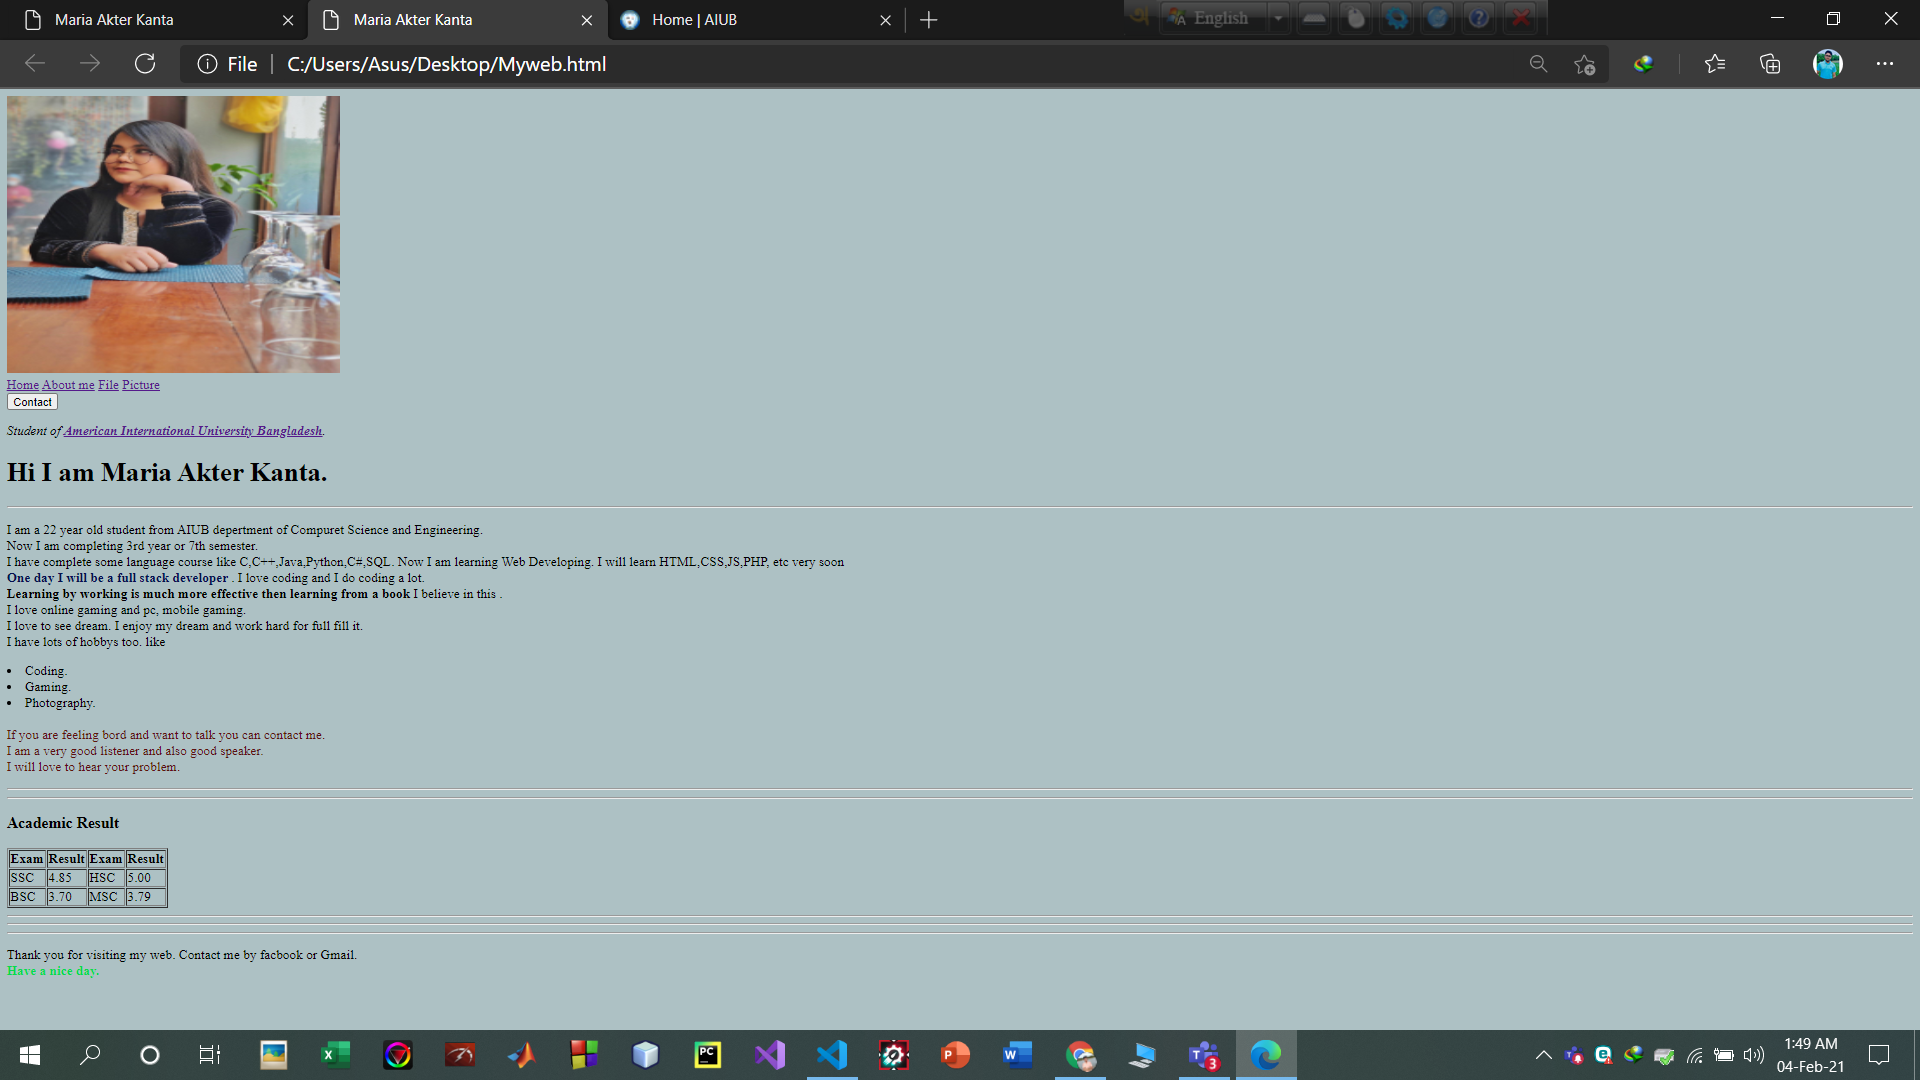 Maria Akter Kanta
Maria Akter Kanta
Home | AIUB
English
File
C:/Users/Asus/Desktop/Myweb.html
Home About me File Picture
Contact
Student of American International University Bangladesh.
Hi I am Maria Akter Kanta.
I am a 22 year old student from AIUB depertment of Compuret Science and Engineering.
Now I am completing 3rd year or 7th semester.
I have complete some language course like C,C++,Java,Python,C#,SQL. Now I am learning Web Developing. I will learn HTML,CSS,JS,PHP, etc very soon
One day I will be a full stack developer . I love coding and I do coding a lot.
Learning by working is much more effective then learning from a book I believe in this .
I love online gaming and pc, mobile gaming.
I love to see dream. I enjoy my dream and work hard for full fill it.
I have lots of hobbys too. like
• Coding.
• Gaming.
• Photography.
If you are feeling bord and want to talk you can contact me.
I am a very good listener and also good speaker.
I will love to hear your problem.
Academic Result
Exam Result Exam Result
SSC 4.85 HSC 5.00
BSC 3.70 MSC 3.79
Thank you for visiting my web. Contact me by facbook or Gmail.
Have a nice day.
1:49 AM
04-Feb-21